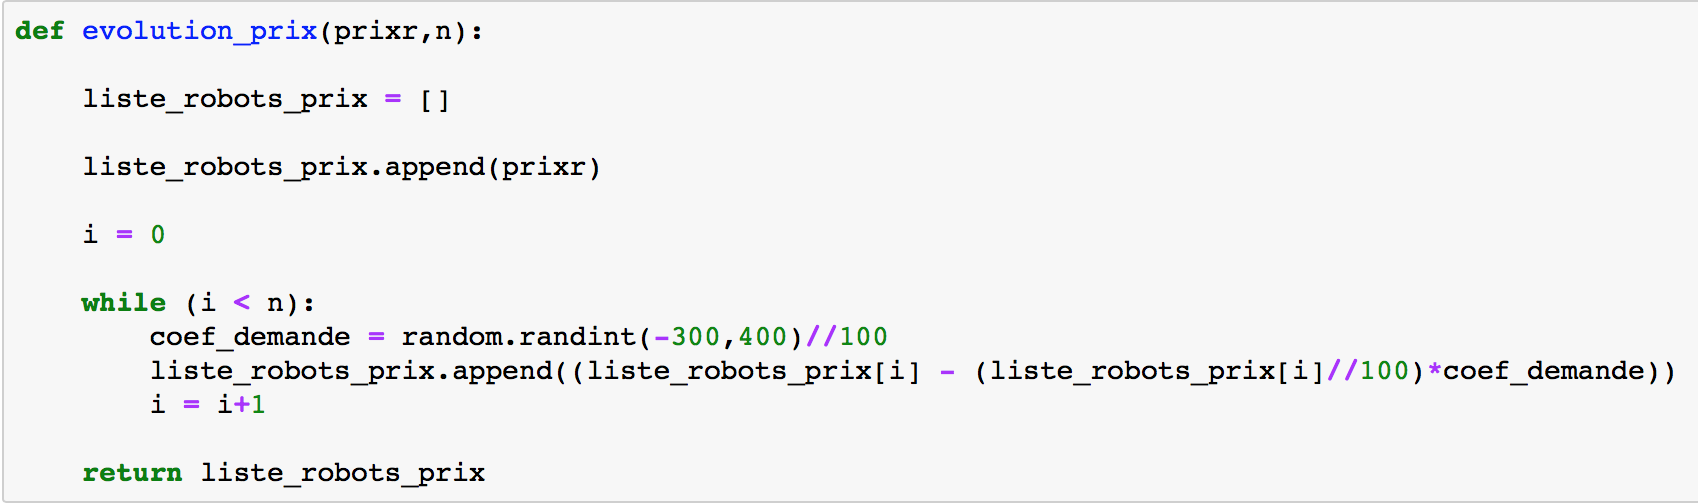 def evolution_prix(prixr,n):
liste_robots_prix = []
liste_robots_prix.append(prixr)
i = 0
while (i < n):
coef_demande = random.randint(-300,400)//100
liste_robots_prix.append((liste_robots_prix[i] - (liste_robots_prix[i]//100)*coef_demande))
i = i+1
return liste_robots_prix